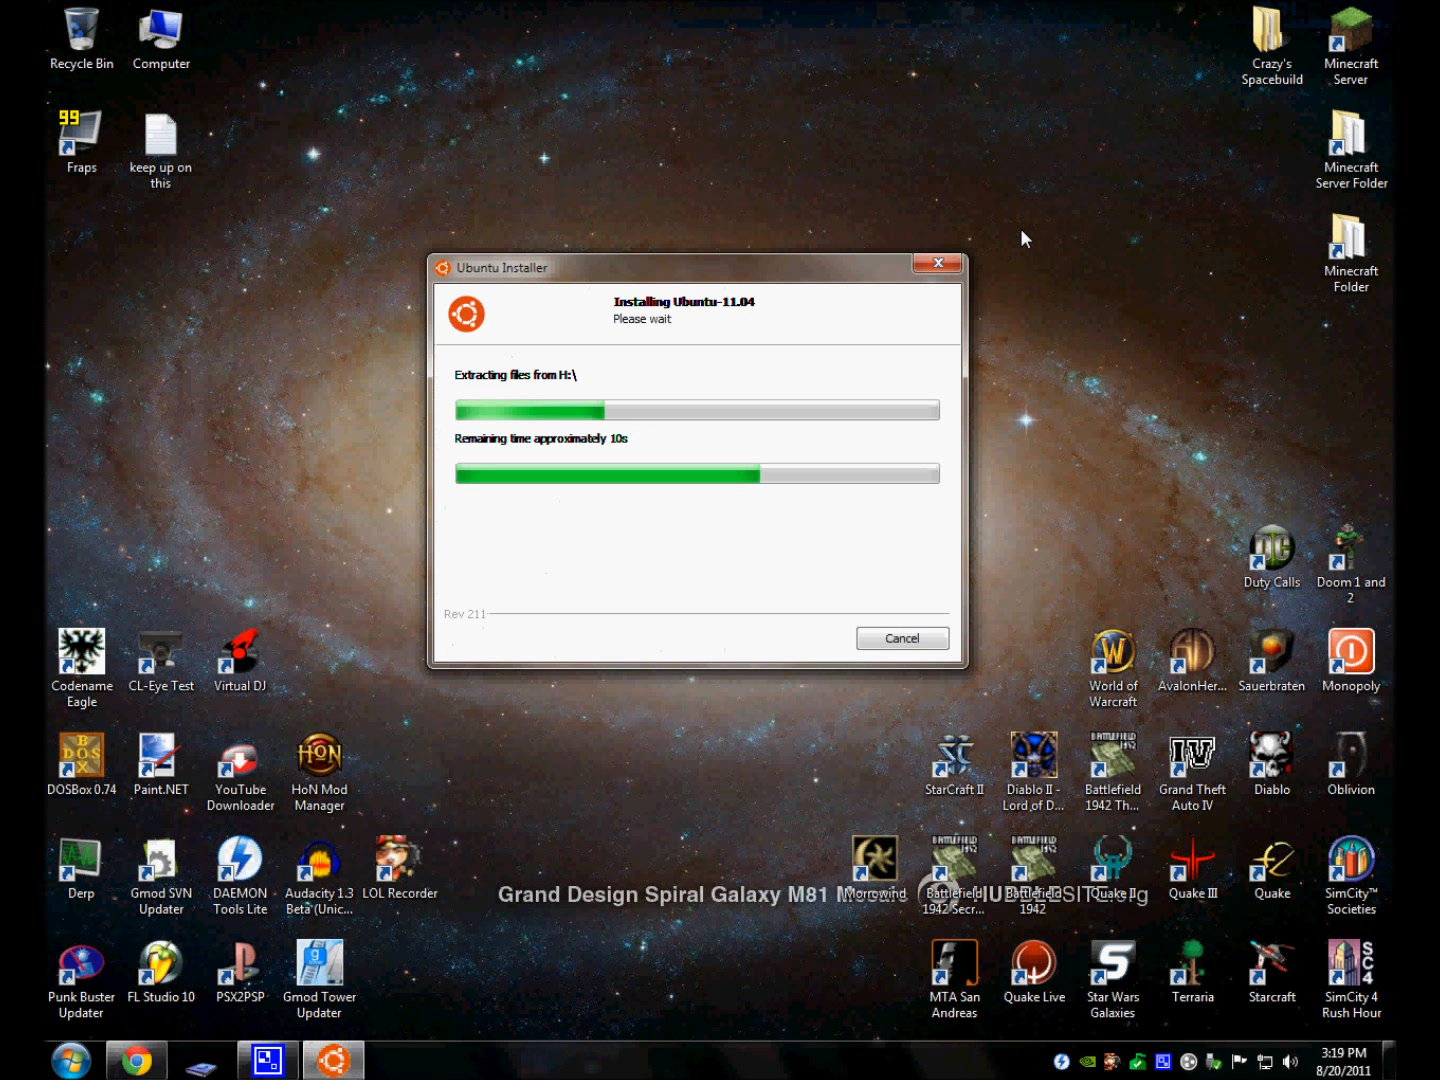 Recycle Bin
Computer
Crazy's
Spacebuild
Minecraft
Server
99
Fraps
keep up on
this
Minecraft
Server Folder
Minecraft
Folder
Ubuntu Installer
Installing Ubuntu-11.04
Please wait
Extracting files from H:\
Remaining time approximately 10s
Rev 211
Cancel
Duty Calls
Doom 1 and
2
Codename
Eagle
CL-Eye Test
Virtual DJ
World of
Warcraft
AvalonHer...
Sauerbraten
Monopoly
DOSBox 0.74
Paint.NET
YouTube
Downloader
HoN Mod
Manager
StarCraft II
Diablo II -
Lord of D...
Battlefield
1942 Th...
Grand Theft
Auto IV
Diablo
Oblivion
Derp
Gmod SVN
Updater
DAEMON
Tools Lite
Audacity 1.3
Beta (Unic...
LOL Recorder
Grand Design Spiral Galaxy M81
Morrowind
Battlefield
1942 Secr...
Battlefield
1942
Quake II
Quake III
Quake
SimCity™
Societies
Punk Buster
Updater
FL Studio 10
PSX2PSP
Gmod Tower
Updater
MTA San
Andreas
Quake Live
Star Wars
Galaxies
Terraria
Starcraft
SimCity 4
Rush Hour
3:19 PM
8/20/2011